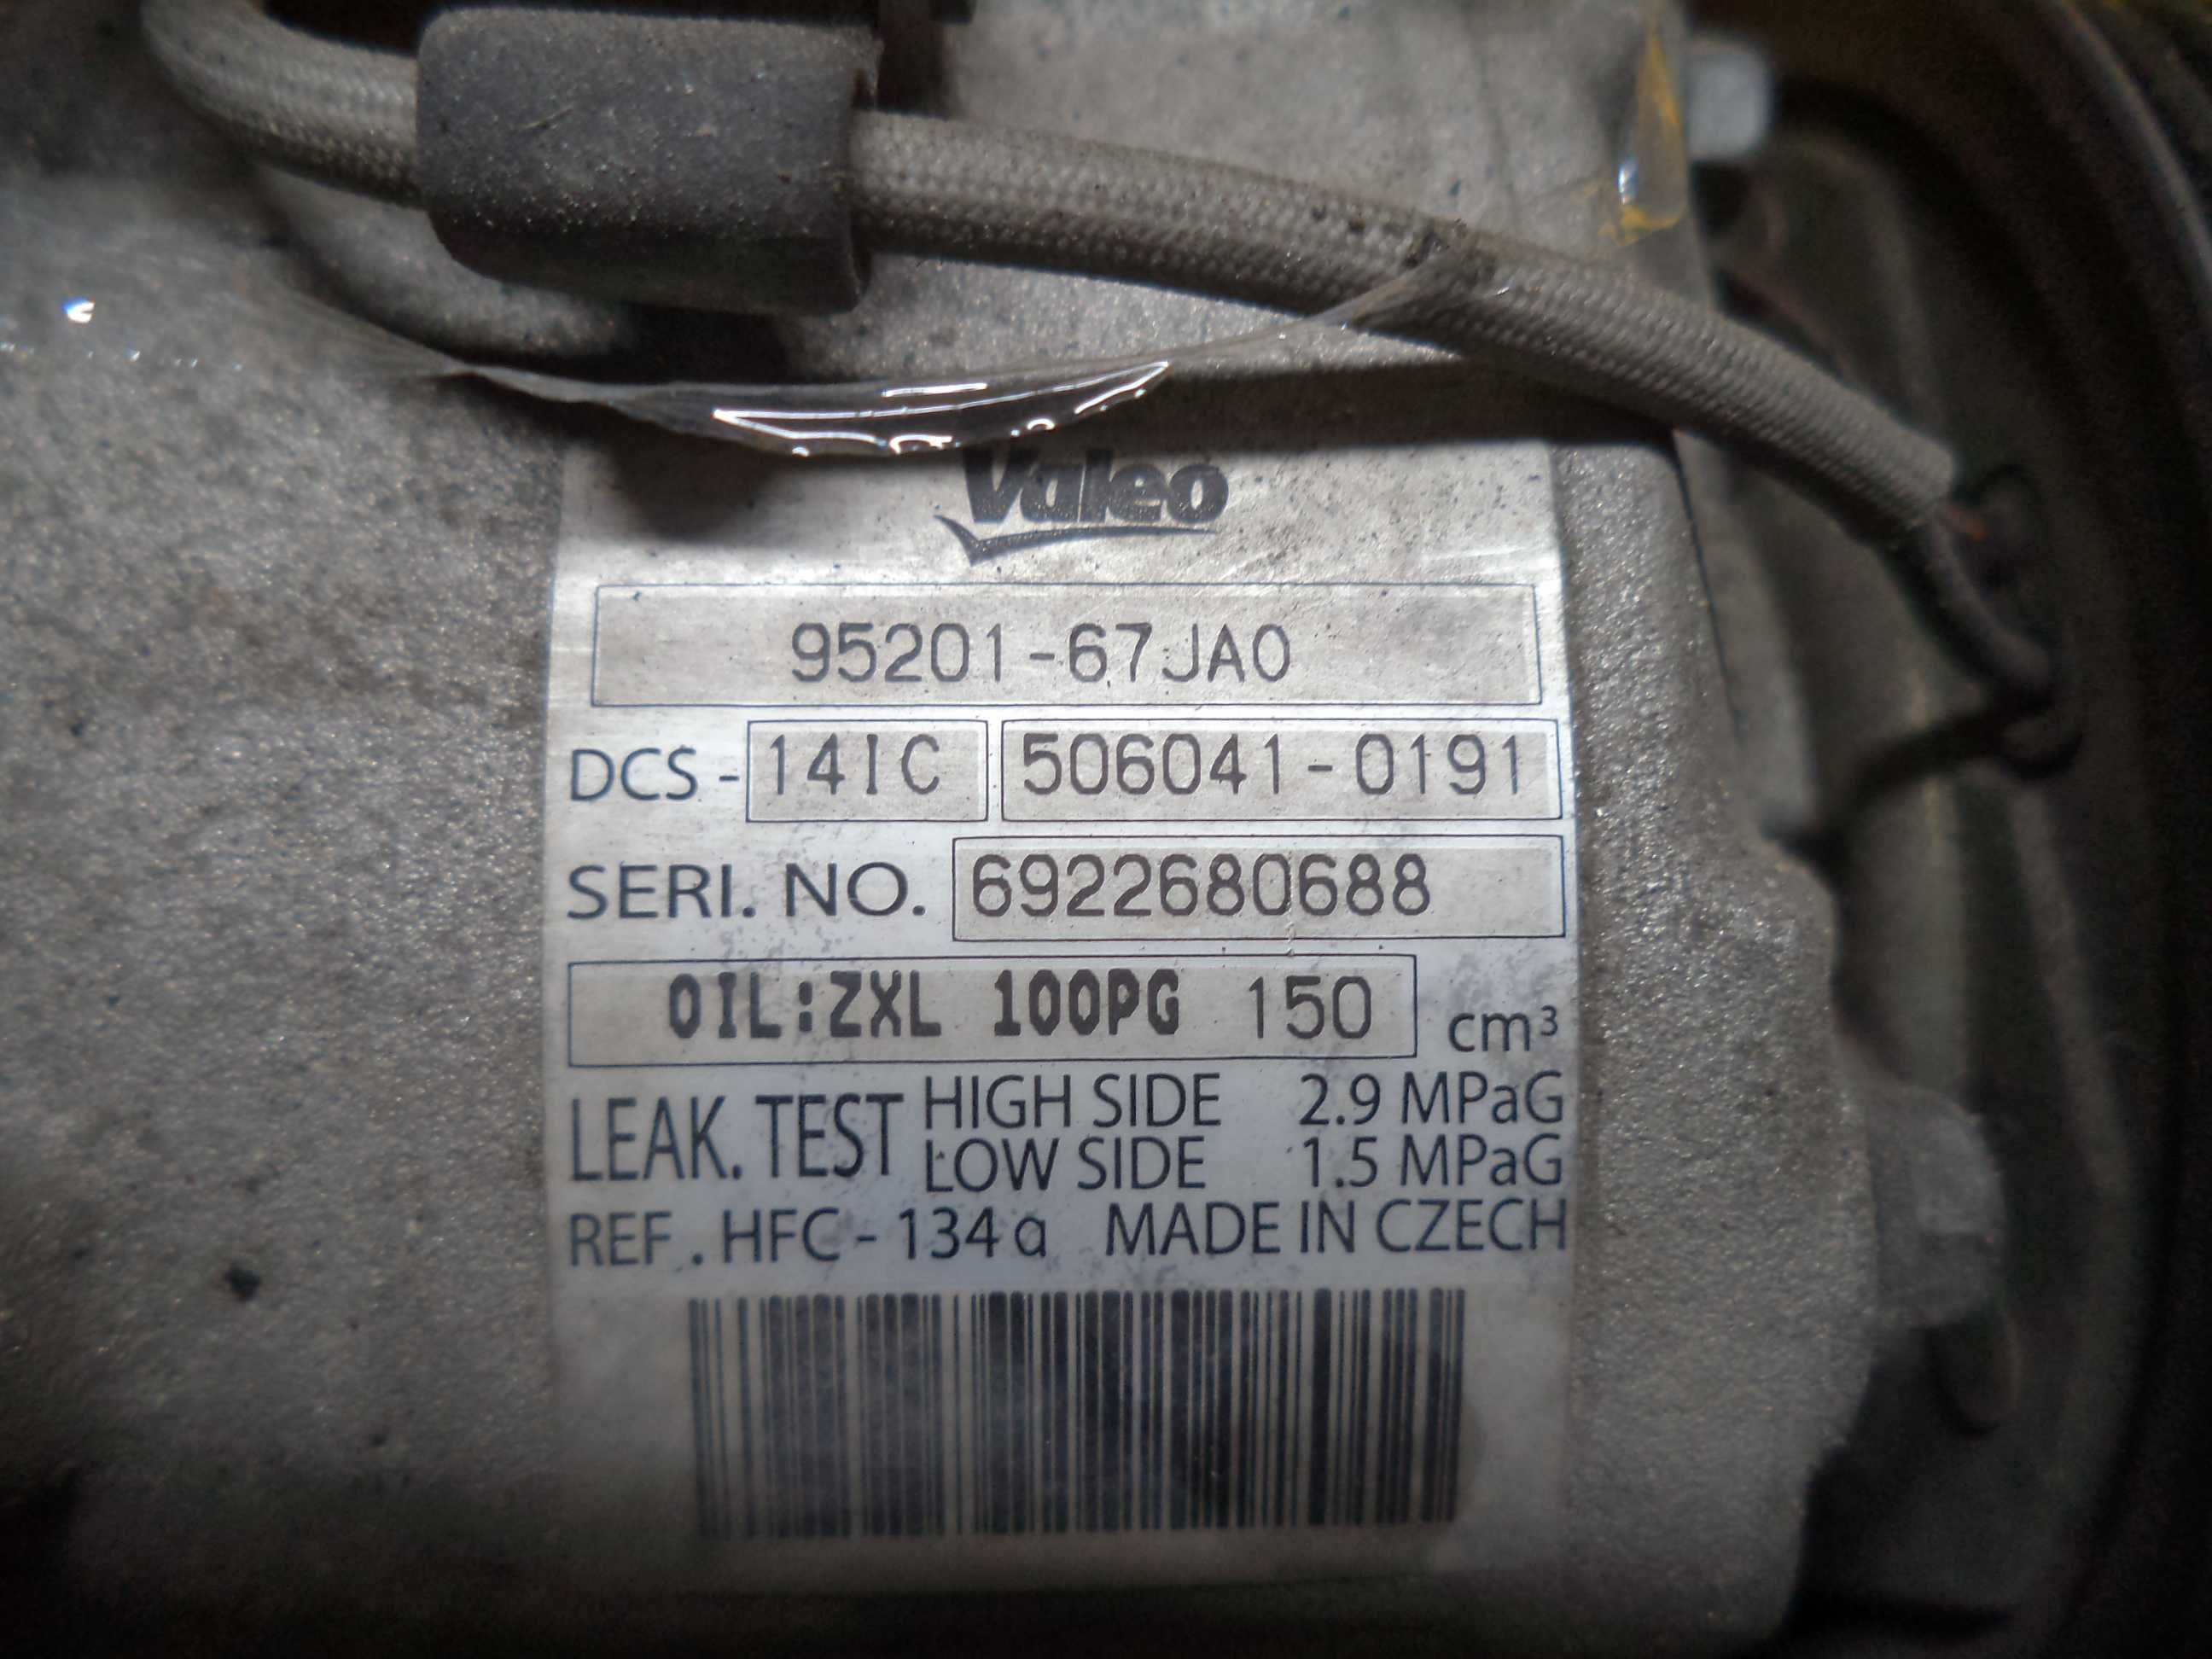 Valeo
95201-67JA0
DCS - 14IC 506041-0191
SERI. NO. 6922680688
OIL:ZXL 100PG 150 cm³
LEAK. TEST HIGH SIDE 2.9 MPaG
LOW SIDE 1.5 MPaG
REF. HFC - 134a MADE IN CZECH